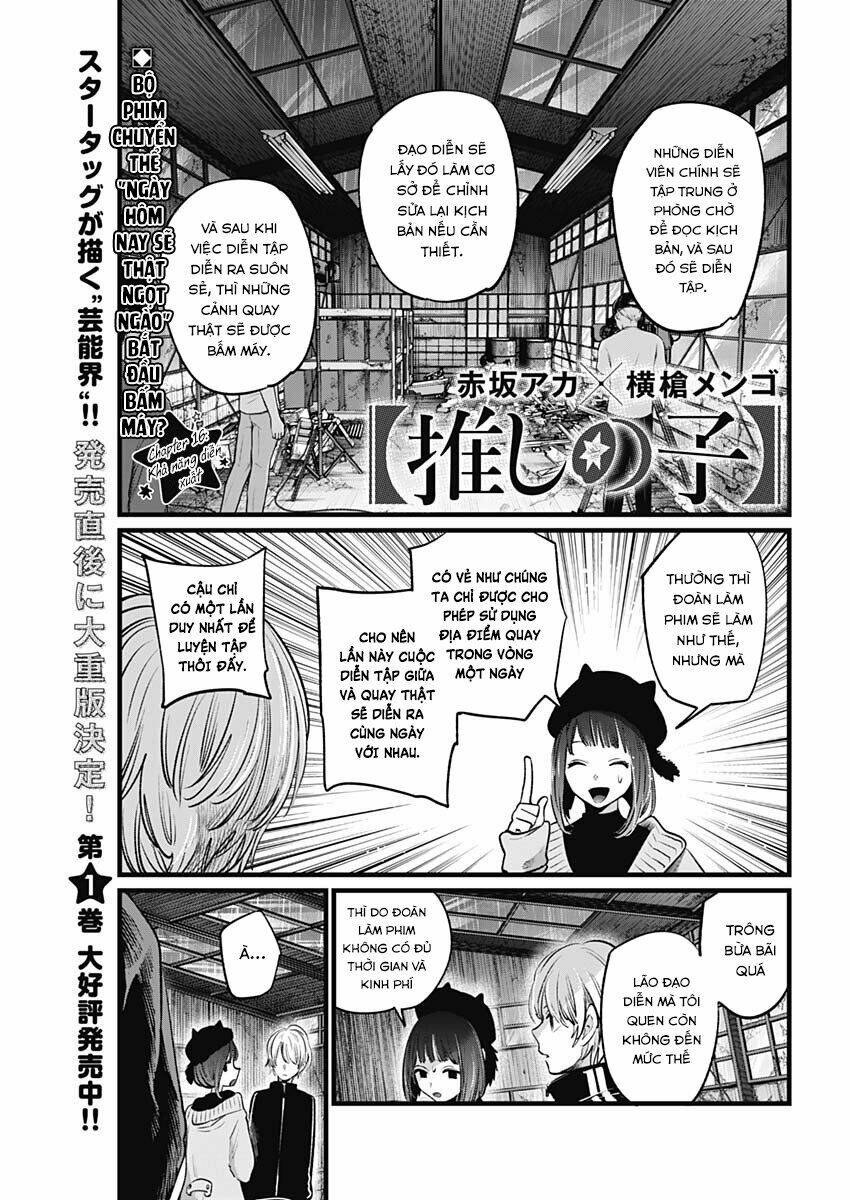 スタータッグが描く”芸能界“!! 発売直後に大重版決定! 第1巻 大好評発売中!!
BỘ
PHIM
CHUYỂN
THỂ
"NGÀY
HÔM
NAY SẼ
THẬT
NGỌT
NGÀO"
BẮT
ĐẦU
BẤM
MÁY?
Chapter 16:
Khả năng diễn
xuất
NHỮNG DIỄN
VIÊN CHÍNH SẼ
TẬP TRUNG Ở
PHÒNG CHỜ
ĐỂ ĐỌC KỊCH
BẢN, VÀ SAU
ĐÓ SẼ DIỄN
TẬP.
ĐẠO DIỄN SẼ
LẤY ĐÓ LÀM CƠ
SỞ ĐỂ CHỈNH
SỬA LẠI KỊCH
BẢN NẾU CẦN
THIẾT.
VÀ SAU KHI
VIỆC DIỄN TẬP
DIỄN RA SUÔN
SẺ, THÌ NHỮNG
CẢNH QUAY
THẬT SẼ ĐƯỢC
BẤM MÁY.
赤坂アカ×横槍メンゴ
【推しの子】
THƯỜNG THÌ
ĐOÀN LÀM
PHIM SẼ LÀM
NHƯ THẾ,
NHƯNG MÀ
CÓ VẺ NHƯ CHÚNG
TA CHỈ ĐƯỢC CHO
PHÉP SỬ DỤNG
ĐỊA ĐIỂM QUAY
TRONG VÒNG
MỘT NGÀY
CHO NÊN
LẦN NÀY CUỘC
DIỄN TẬP GIỮA
VÀ QUAY THẬT
SẼ DIỄN RA
CÙNG NGÀY
VỚI NHAU.
CẬU CHỈ
CÓ MỘT LẦN
DUY NHẤT ĐỂ
LUYỆN TẬP
THÔI ĐẤY.
TRÔNG
BỪA BÃI
QUÁ
LÃO ĐẠO
DIỄN MÀ TÔI
QUEN CÒN
KHÔNG ĐẾN
MỨC THẾ
THÌ DO ĐOÀN
LÀM PHIM
KHÔNG CÓ ĐỦ
THỜI GIAN VÀ
KINH PHÍ
À...